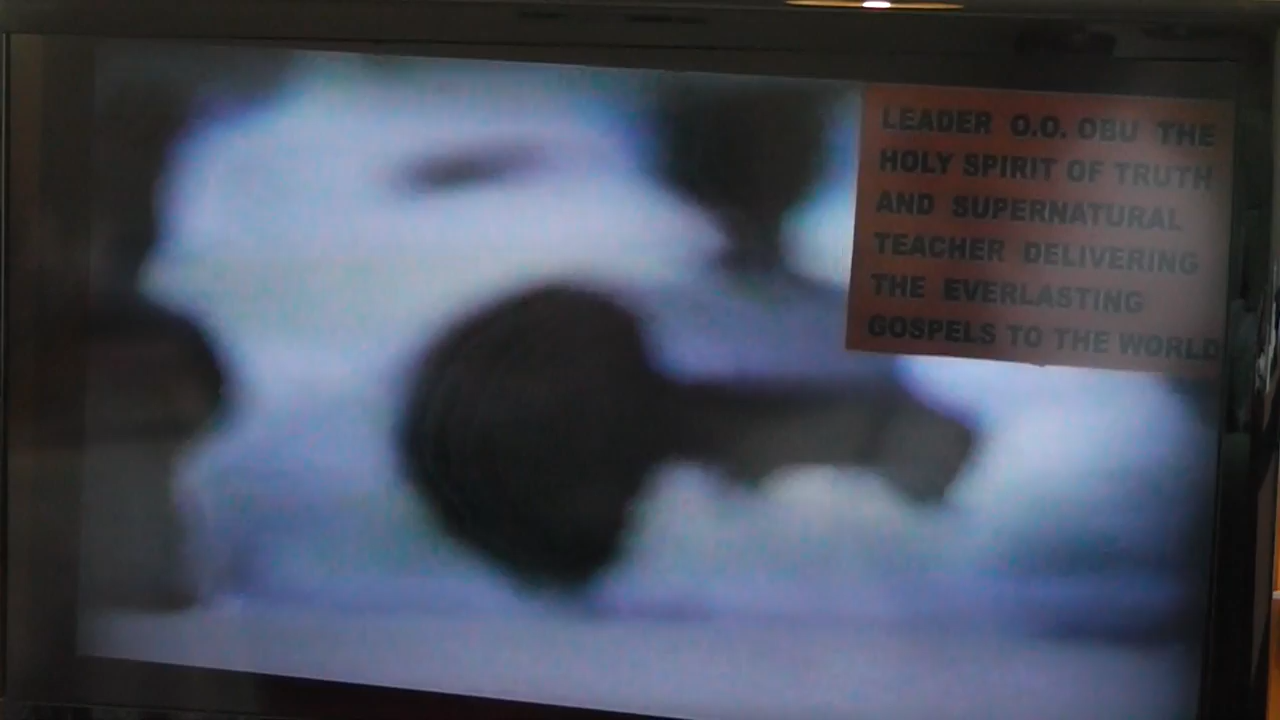 LEADER O.O. OBU THE
HOLY SPIRIT OF TRUTH
AND SUPERNATURAL
TEACHER DELIVERING
THE EVERLASTING
GOSPELS TO THE WORLD